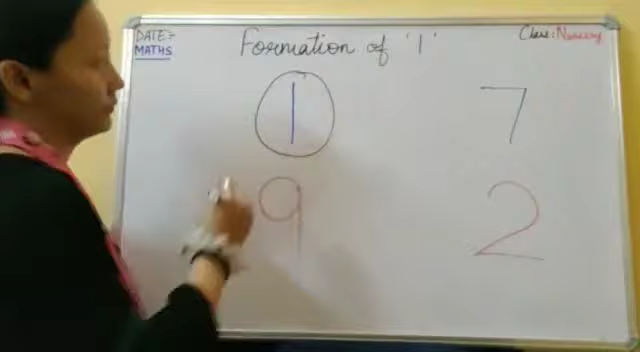 DATE:-
MATHS
Formation of '1'
Class: Nursery
1 7
9 2